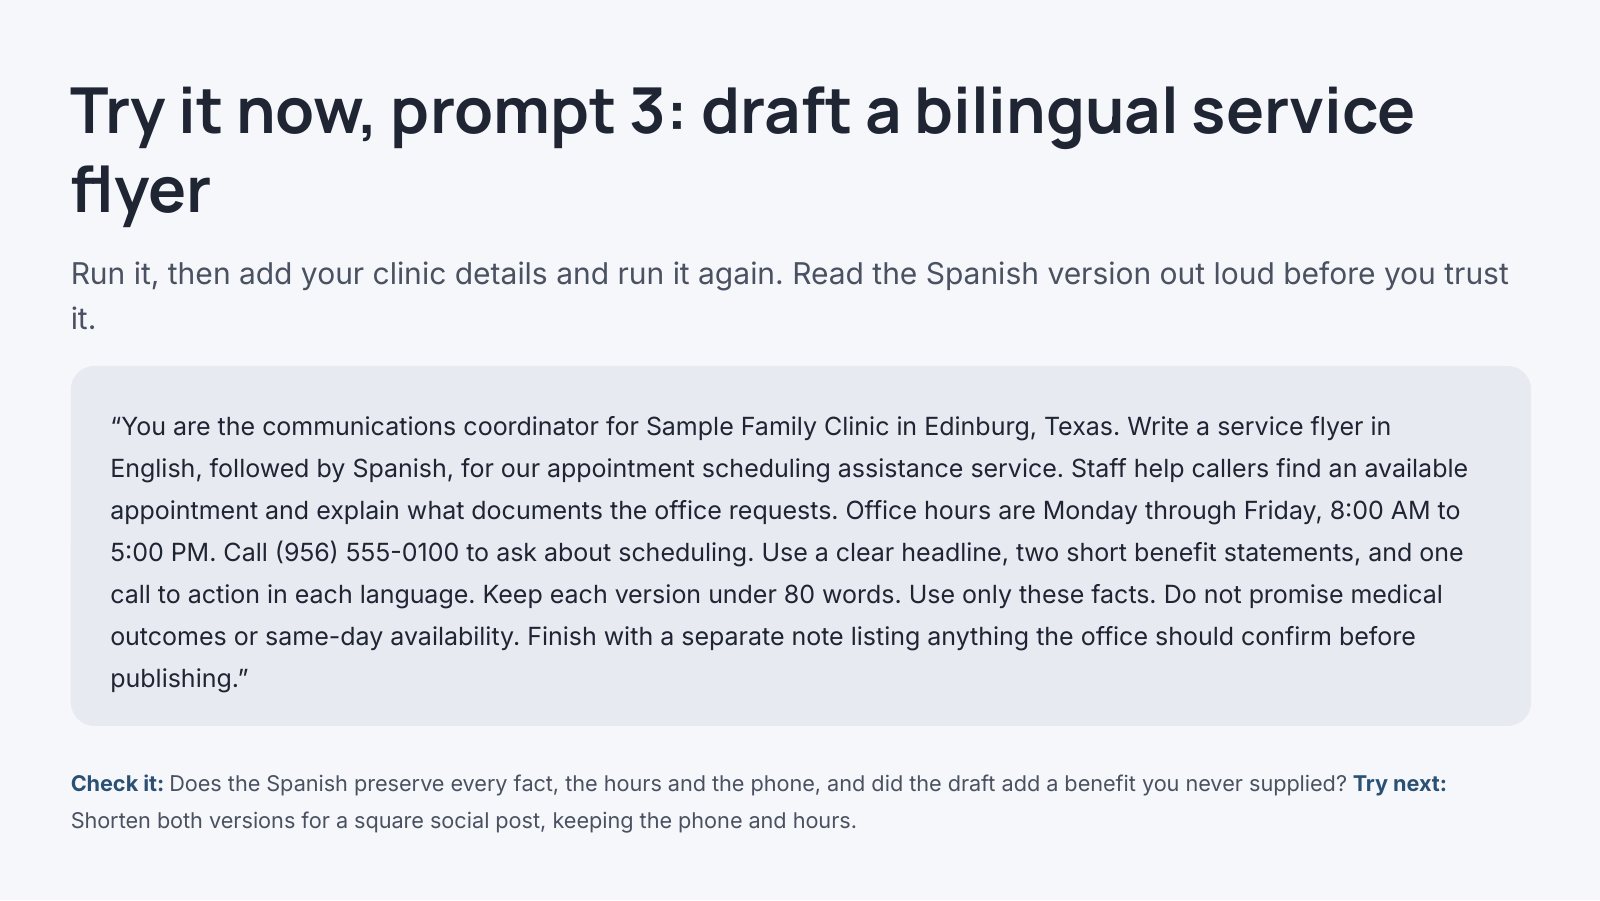 Try it now, prompt 3: draft a bilingual service
flyer
Run it, then add your clinic details and run it again. Read the Spanish version out loud before you trust
it.
“You are the communications coordinator for Sample Family Clinic in Edinburg, Texas. Write a service flyer in
English, followed by Spanish, for our appointment scheduling assistance service. Staff help callers find an available
appointment and explain what documents the office requests. Office hours are Monday through Friday, 8:00 AM to
5:00 PM. Call (956) 555-0100 to ask about scheduling. Use a clear headline, two short benefit statements, and one
call to action in each language. Keep each version under 80 words. Use only these facts. Do not promise medical
outcomes or same-day availability. Finish with a separate note listing anything the office should confirm before
publishing.”
Check it: Does the Spanish preserve every fact, the hours and the phone, and did the draft add a benefit you never supplied? Try next:
Shorten both versions for a square social post, keeping the phone and hours.